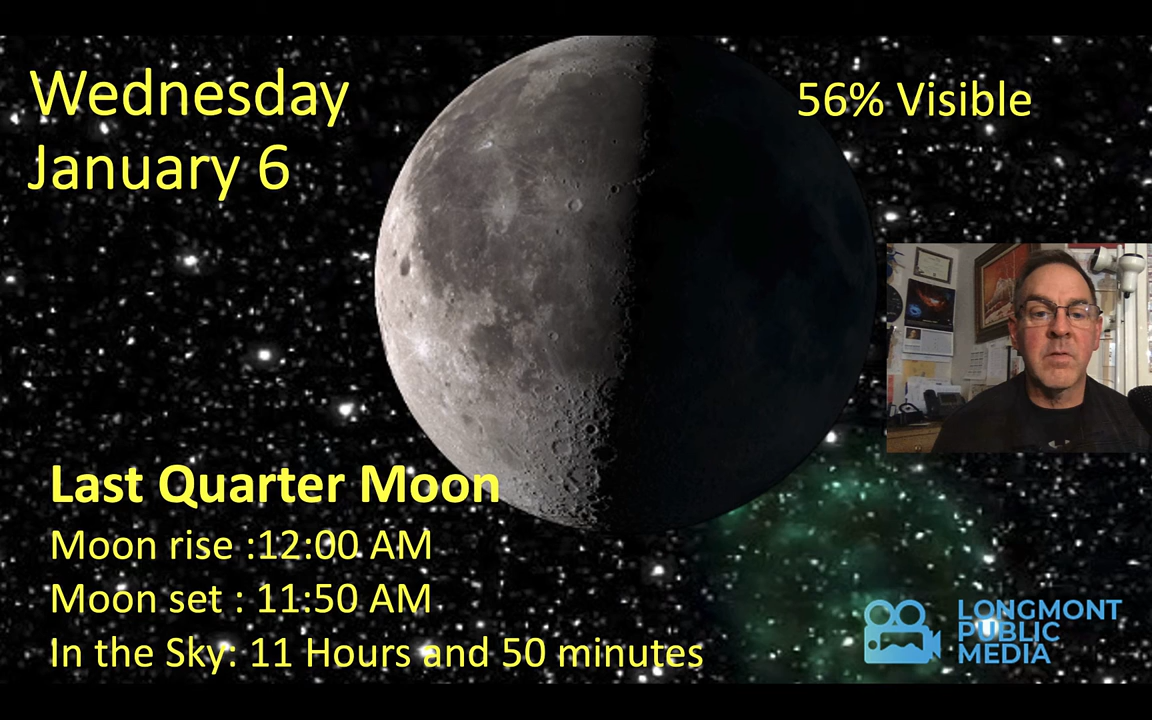 Wednesday
January 6
56% Visible
Last Quarter Moon
Moon rise :12:00 AM
Moon set : 11:50 AM
In the Sky: 11 Hours and 50 minutes
LONGMONT
PUBLIC
MEDIA